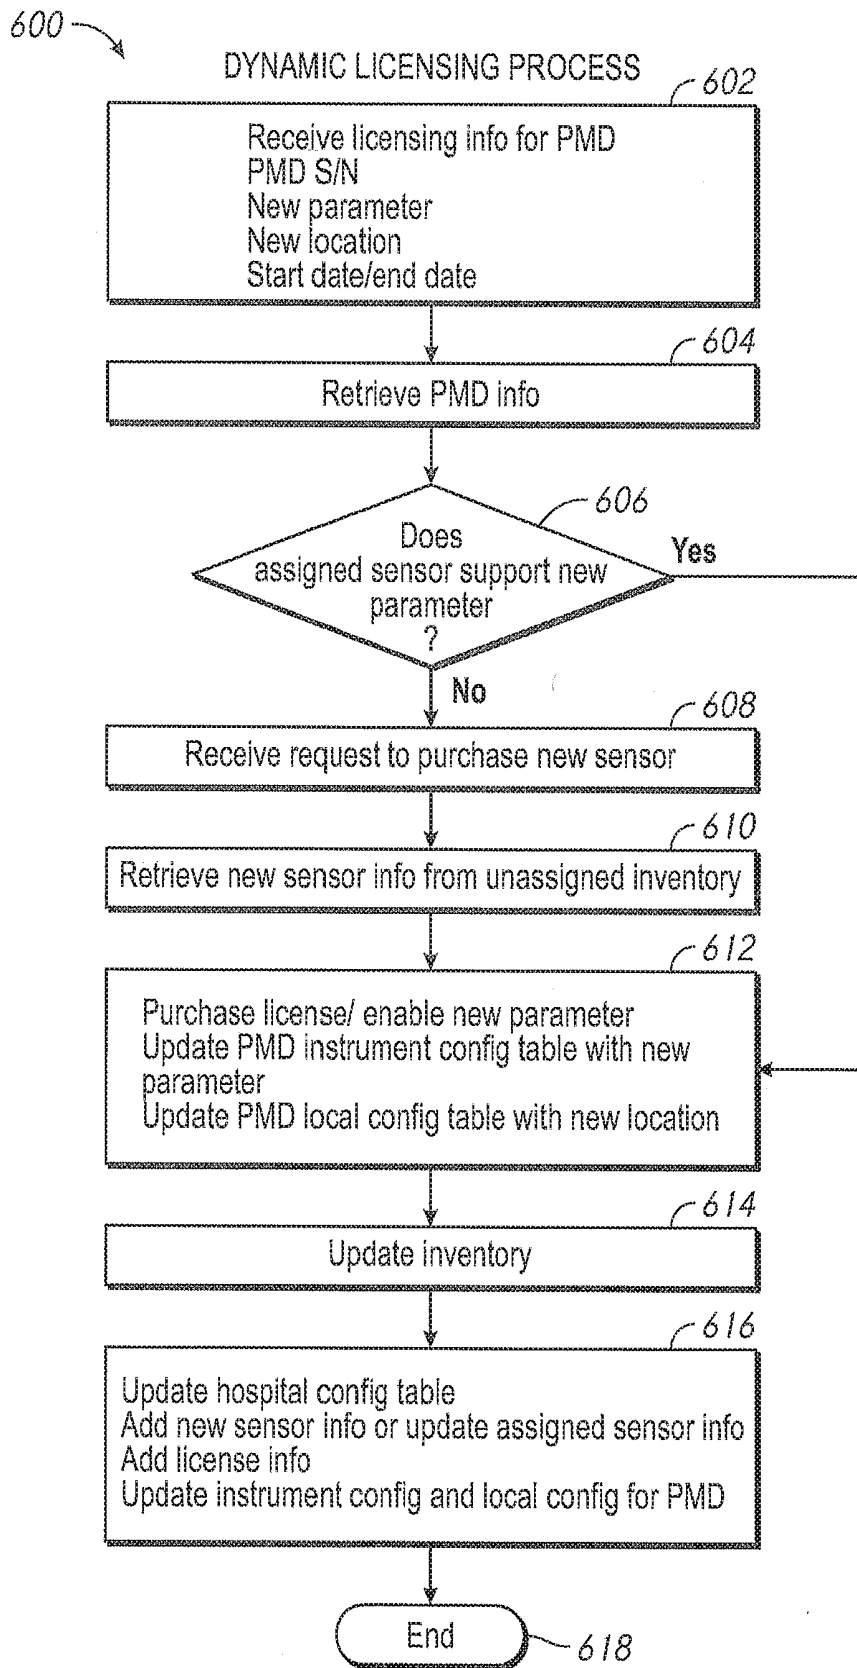 600
DYNAMIC LICENSING PROCESS
602
Receive licensing info for PMD
PMD S/N
New parameter
New location
Start date/end date
604
Retrieve PMD info
606
Does
assigned sensor support new
parameter
?
Yes
No
608
Receive request to purchase new sensor
610
Retrieve new sensor info from unassigned inventory
612
Purchase license/ enable new parameter
Update PMD instrument config table with new
parameter
Update PMD local config table with new location
614
Update inventory
616
Update hospital config table
Add new sensor info or update assigned sensor info
Add license info
Update instrument config and local config for PMD
End
618